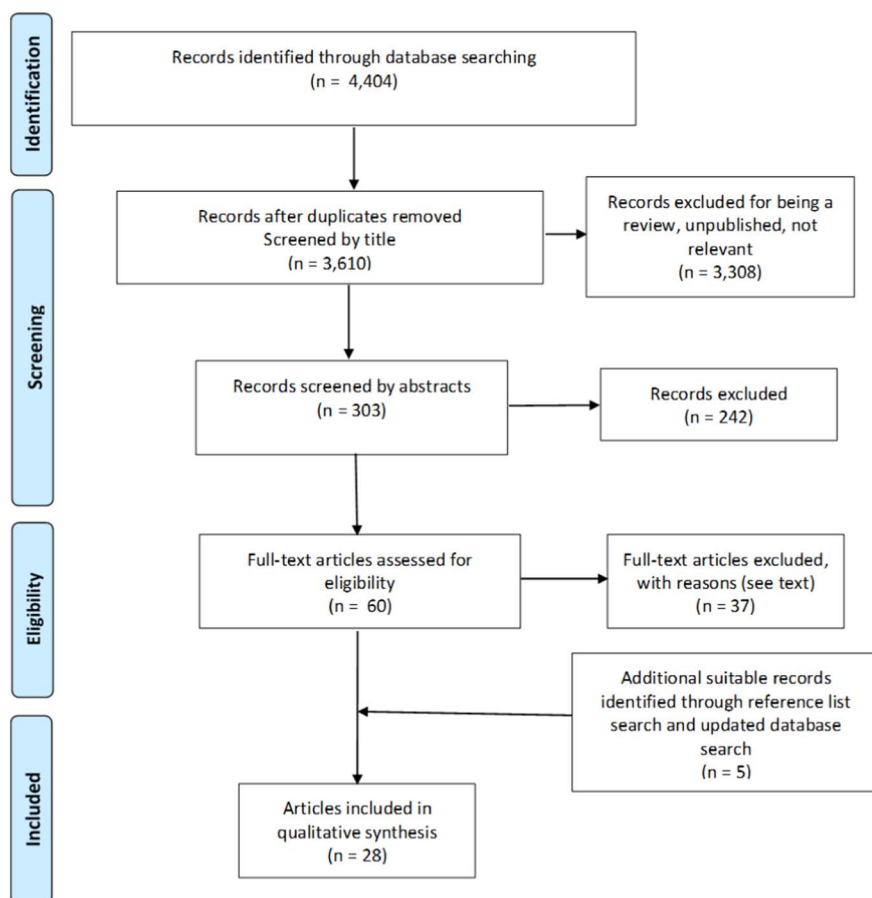 Identification
Records identified through database searching
(n = 4,404)
Screening
Records after duplicates removed
Screened by title
(n = 3,610)
Records excluded for being a
review, unpublished, not
relevant
(n = 3,308)
Records screened by abstracts
(n = 303)
Records excluded
(n = 242)
Eligibility
Full-text articles assessed for
eligibility
(n = 60)
Full-text articles excluded,
with reasons (see text)
(n = 37)
Additional suitable records
identified through reference list
search and updated database
search
(n = 5)
Included
Articles included in
qualitative synthesis
(n = 28)